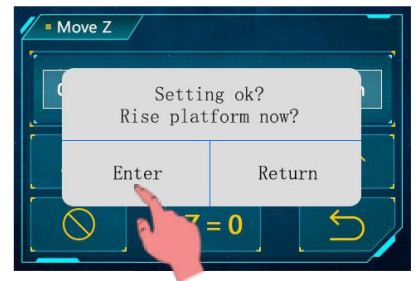 Move Z
Setting ok?
Rise platform now?
Enter
Return
= 0